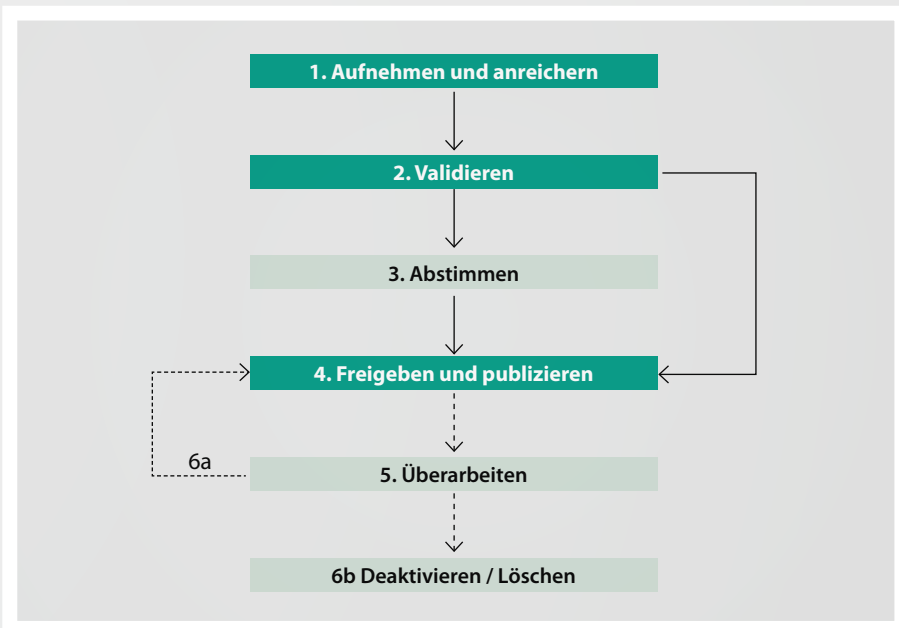 1. Aufnehmen und anreichern
2. Validieren
3. Abstimmen
4. Freigeben und publizieren
6a
5. Überarbeiten
6b Deaktivieren / Löschen